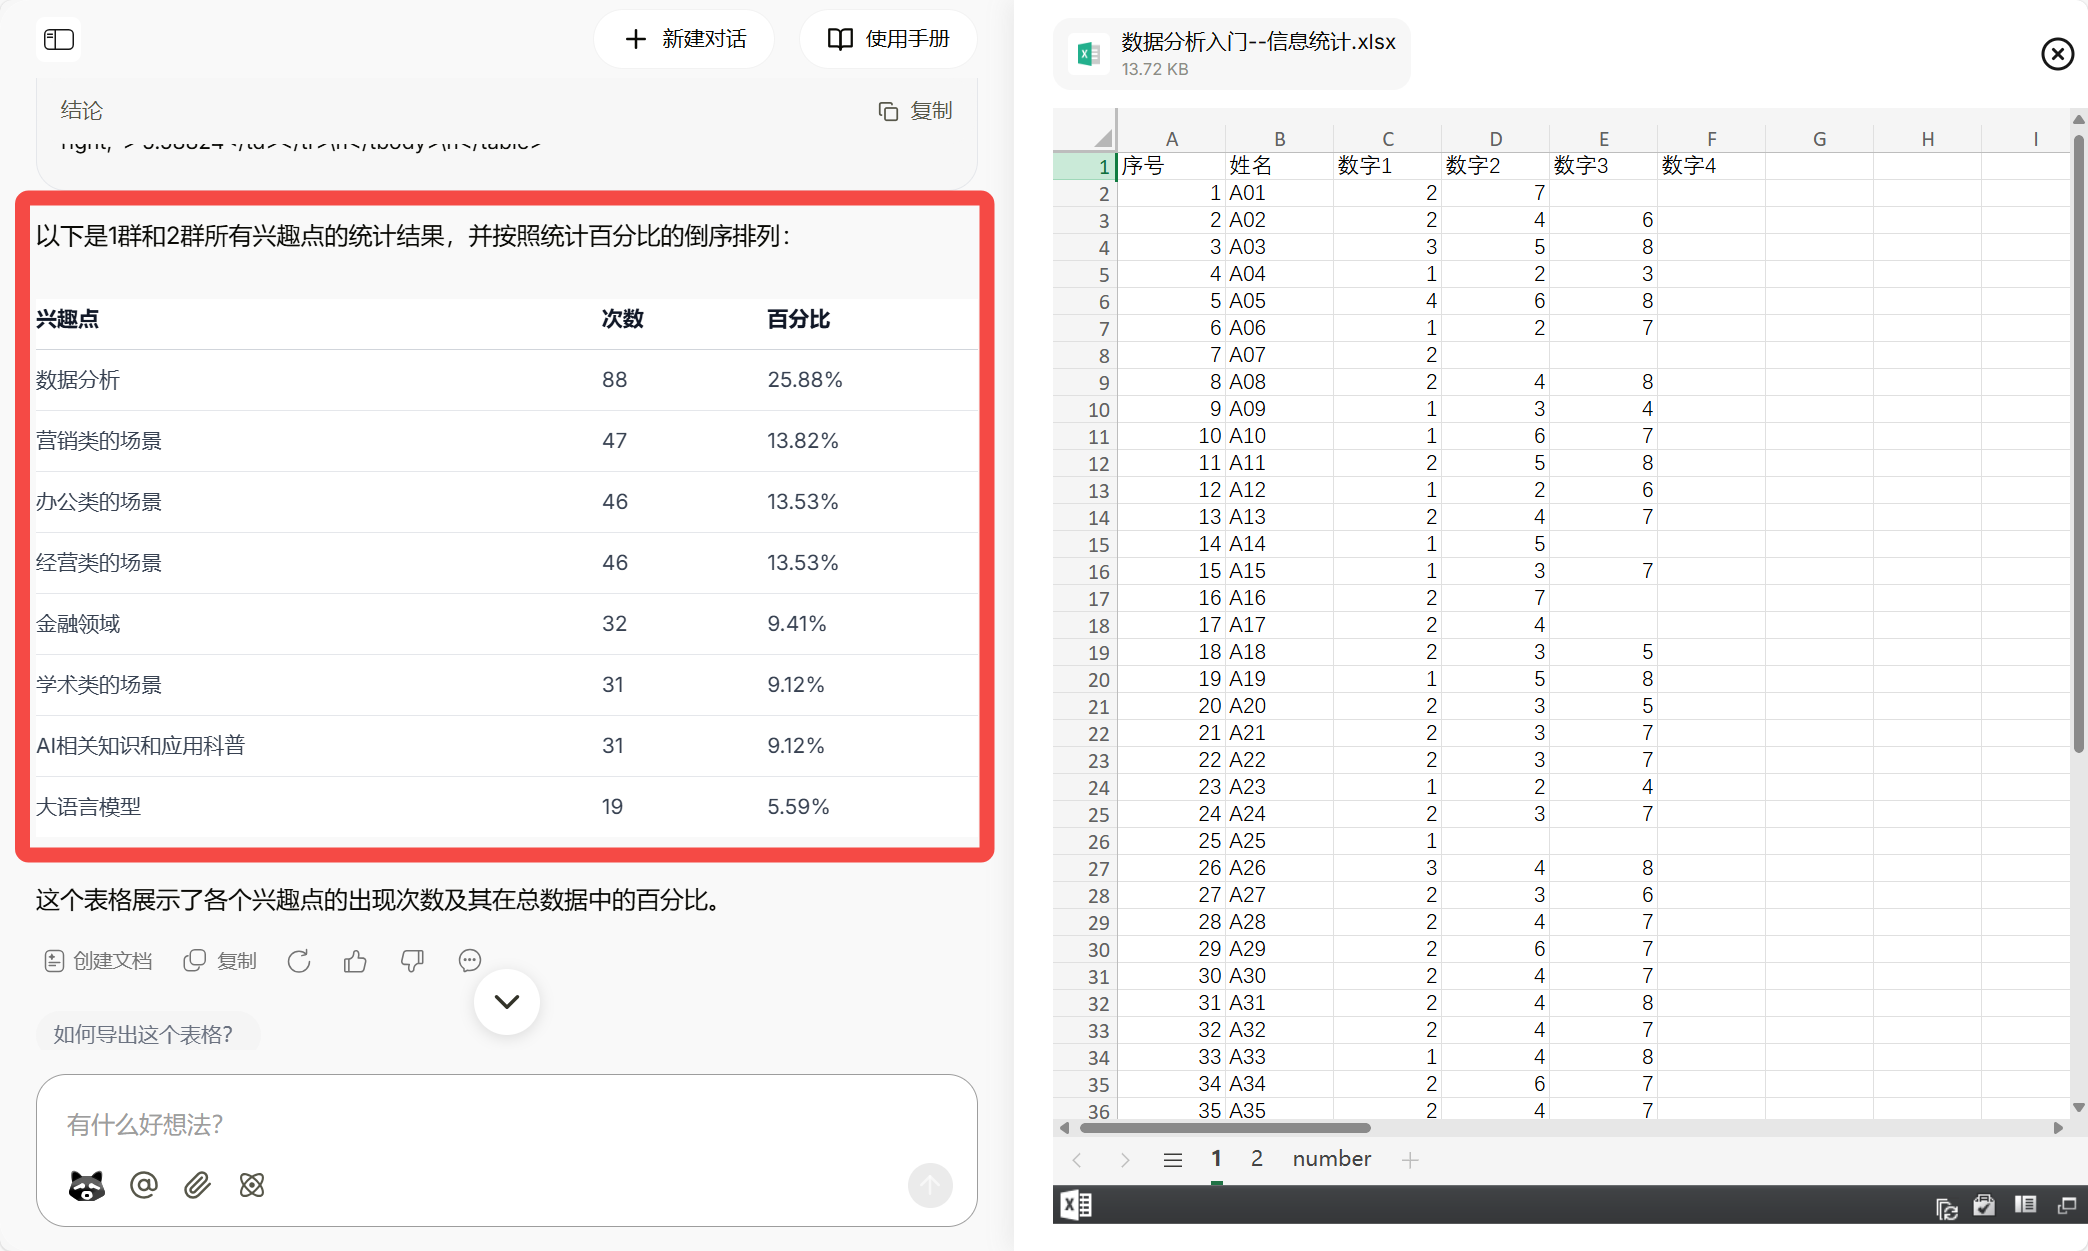 新建对话
使用手册
结论
复制
right;">5.58824</td></tr>\n</tbody>\n</table>
以下是1群和2群所有兴趣点的统计结果，并按照统计百分比的倒序排列：
兴趣点 次数 百分比
数据分析 88 25.88%
营销类的场景 47 13.82%
办公类的场景 46 13.53%
经营类的场景 46 13.53%
金融领域 32 9.41%
学术类的场景 31 9.12%
AI相关知识和应用科普 31 9.12%
大语言模型 19 5.59%
这个表格展示了各个兴趣点的出现次数及其在总数据中的百分比。
创建文档 复制
如何导出这个表格？
有什么好想法？
数据分析入门--信息统计.xlsx
13.72 KB
A B C D E F G H I
1 序号 姓名 数字1 数字2 数字3 数字4
2 1 A01 2 7
3 2 A02 2 4 6
4 3 A03 3 5 8
5 4 A04 1 2 3
6 5 A05 4 6 8
7 6 A06 1 2 7
8 7 A07 2
9 8 A08 2 4 8
10 9 A09 1 3 4
11 10 A10 1 6 7
12 11 A11 2 5 8
13 12 A12 1 2 6
14 13 A13 2 4 7
15 14 A14 1 5
16 15 A15 1 3 7
17 16 A16 2 7
18 17 A17 2 4
19 18 A18 2 3 5
20 19 A19 1 5 8
21 20 A20 2 3 5
22 21 A21 2 3 7
23 22 A22 2 3 7
24 23 A23 1 2 4
25 24 A24 2 3 7
26 25 A25 1
27 26 A26 3 4 8
28 27 A27 2 3 6
29 28 A28 2 4 7
30 29 A29 2 6 7
31 30 A30 2 4 7
32 31 A31 2 4 8
33 32 A32 2 4 7
34 33 A33 1 4 8
35 34 A34 2 6 7
36 35 A35 2 4 7
1 2 number